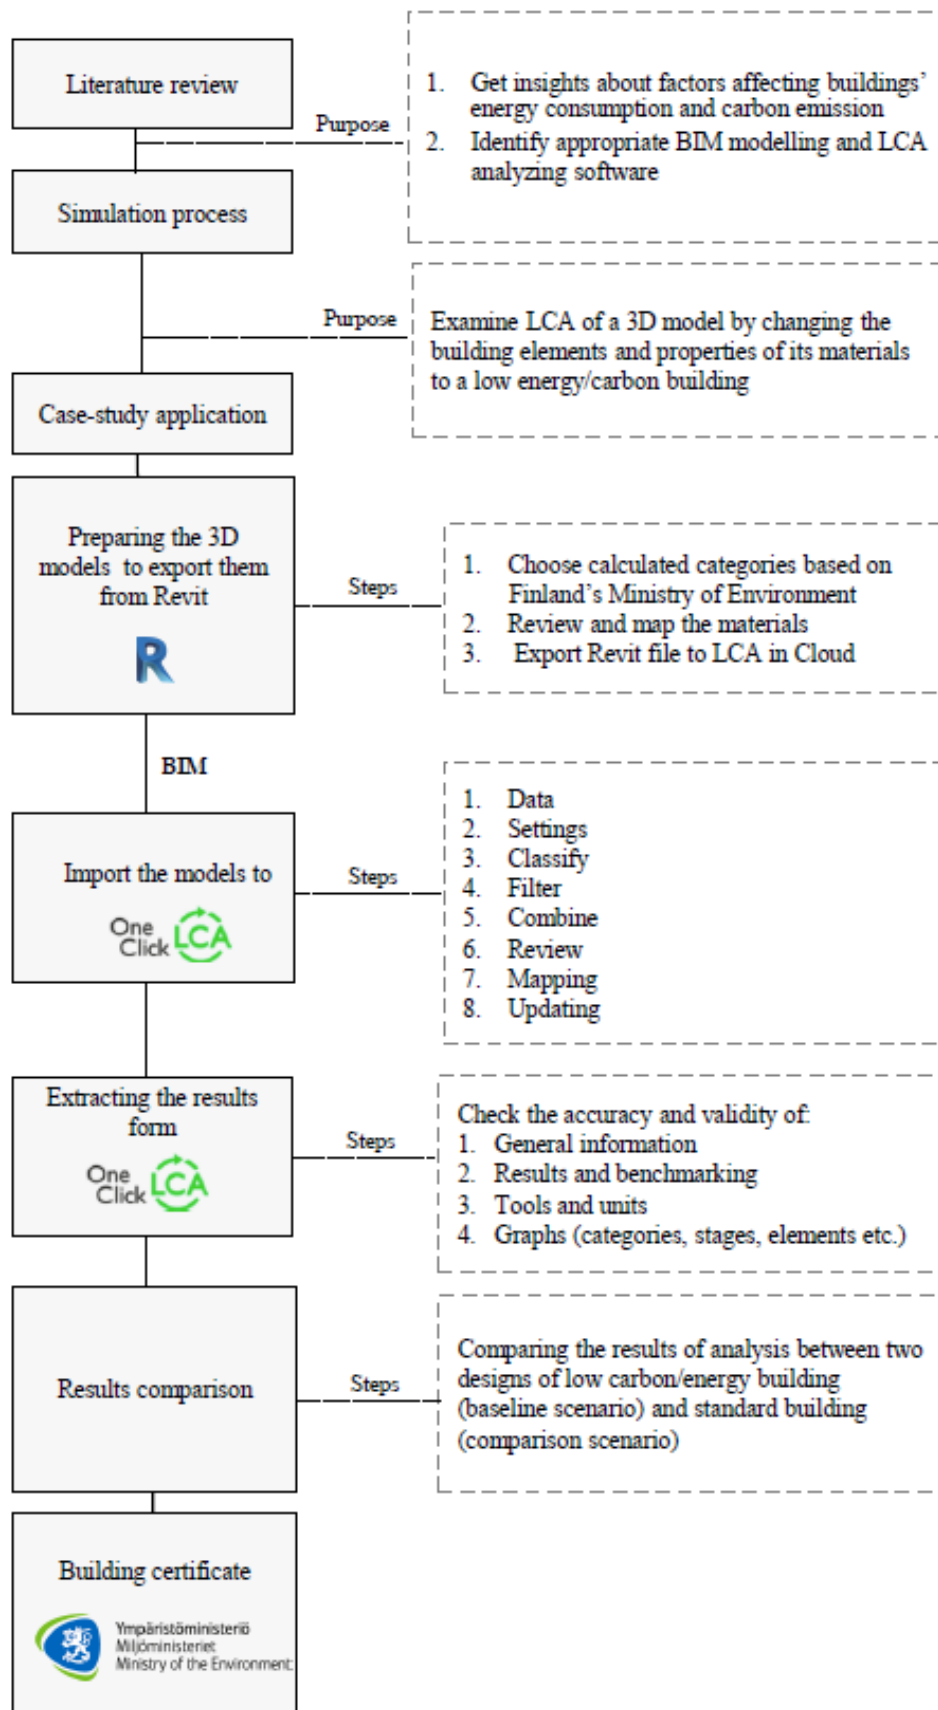 Literature review
Purpose
1. Get insights about factors affecting buildings’
energy consumption and carbon emission
2. Identify appropriate BIM modelling and LCA
analyzing software
Simulation process
Purpose
Examine LCA of a 3D model by changing the
building elements and properties of its materials
to a low energy/carbon building
Case-study application
Preparing the 3D
models to export them
from Revit
R
Steps
1. Choose calculated categories based on
Finland’s Ministry of Environment
2. Review and map the materials
3. Export Revit file to LCA in Cloud
BIM
Import the models to
One
Click LCA
Steps
1. Data
2. Settings
3. Classify
4. Filter
5. Combine
6. Review
7. Mapping
8. Updating
Extracting the results
form
One
Click LCA
Steps
Check the accuracy and validity of:
1. General information
2. Results and benchmarking
3. Tools and units
4. Graphs (categories, stages, elements etc.)
Results comparison
Steps
Comparing the results of analysis between two
designs of low carbon/energy building
(baseline scenario) and standard building
(comparison scenario)
Building certificate
Ympäristöministeriö
Miljöministeriet
Ministry of the Environment